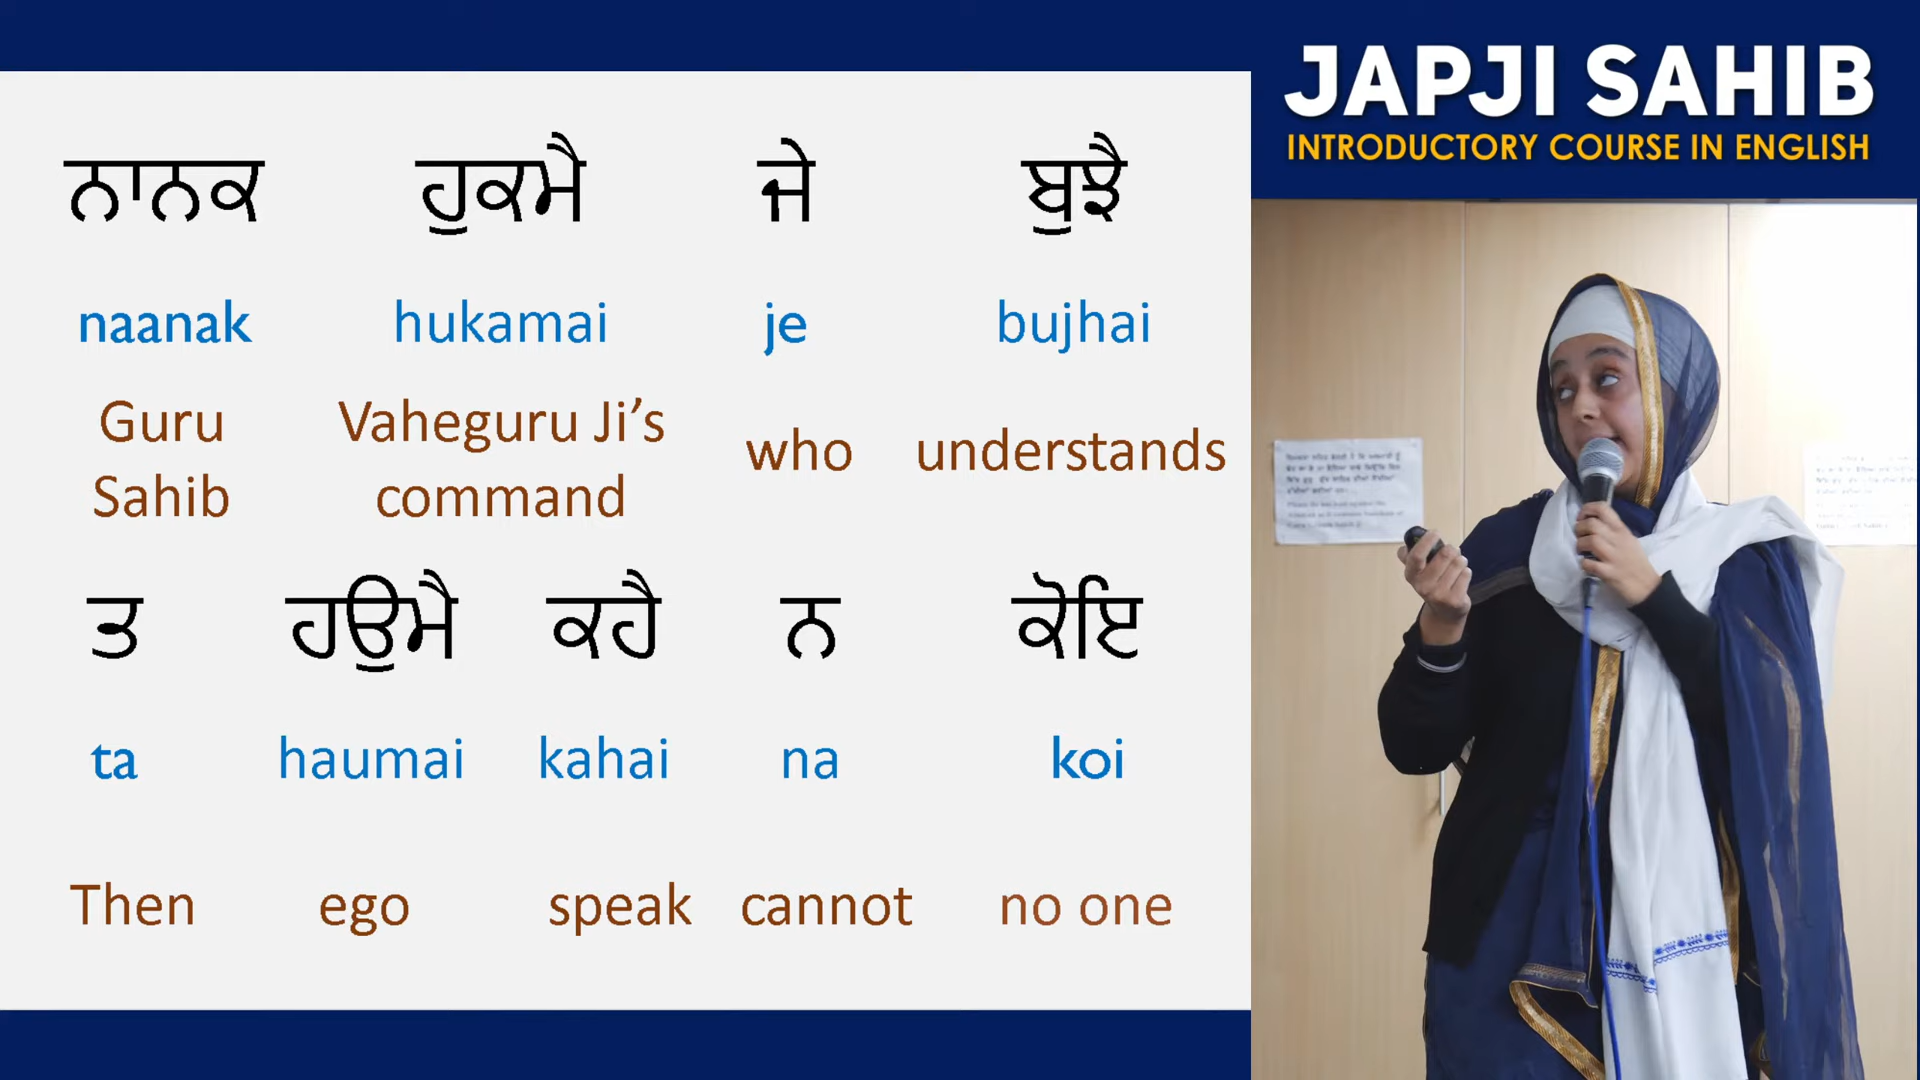 JAPJI SAHIB
INTRODUCTORY COURSE IN ENGLISH
ਨਾਨਕ ਹੁਕਮੈ ਜੇ ਬੁਝੈ
naanak hukamai je bujhai
Guru Sahib Vaheguru Ji's command who understands
ਤ ਹਉਮੈ ਕਹੈ ਨ ਕੋਇ
ta haumai kahai na koi
Then ego speak cannot no one